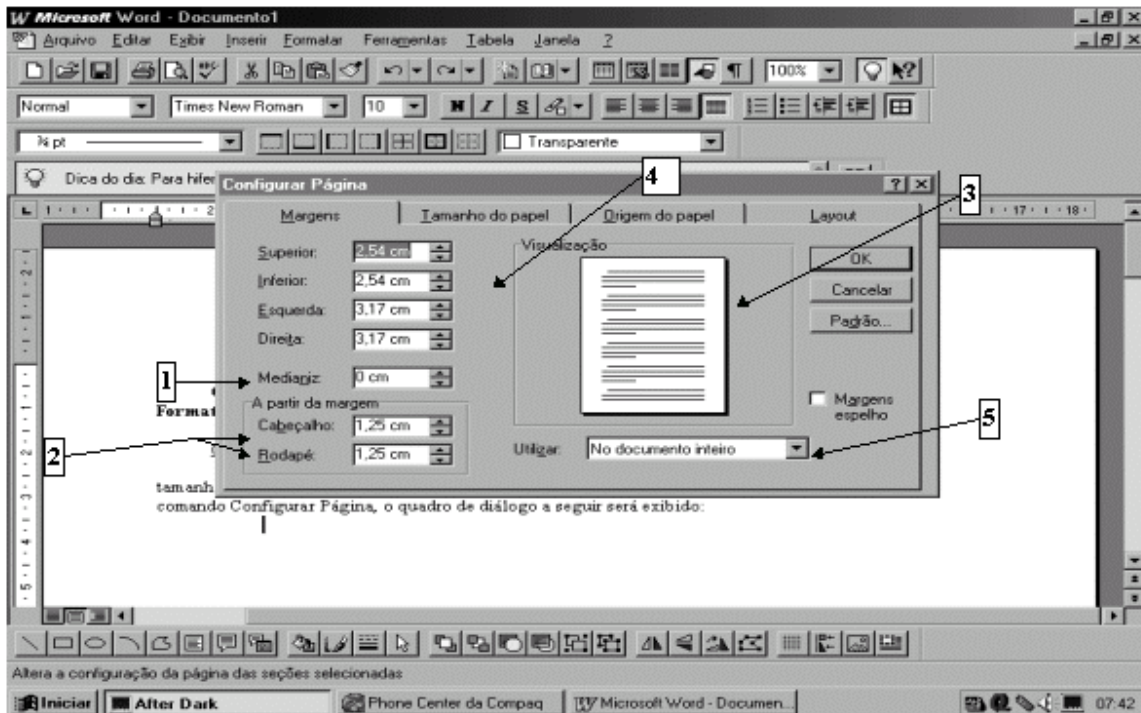 Microsoft Word - Documento1
Arquivo Editar Exibir Inserir Formatar Ferramentas Tabela Janela ?
100%
Normal Times New Roman 10 N I S
¾ pt Transparente
Dica do dia: Para hifer
4
Configurar Página
3
1 2 17 18
Margens Tamanho do papel Origem do papel Layout
Superior: 2,54 cm
Visualização
OK
Inferior: 2,54 cm
Cancelar
Esquerda: 3,17 cm
Padrão...
Direita: 3,17 cm
1
Medianiz: 0 cm
Margens espelho
A partir da margem
Format
Cabeçalho: 1,25 cm
5
2
Rodapé: 1,25 cm
Utilizar: No documento inteiro
tamanh
comando Configurar Página, o quadro de diálogo a seguir será exibido:
Altera a configuração da página das seções selecionadas
Iniciar After Dark Phone Center da Compaq Microsoft Word - Documen... 07:42